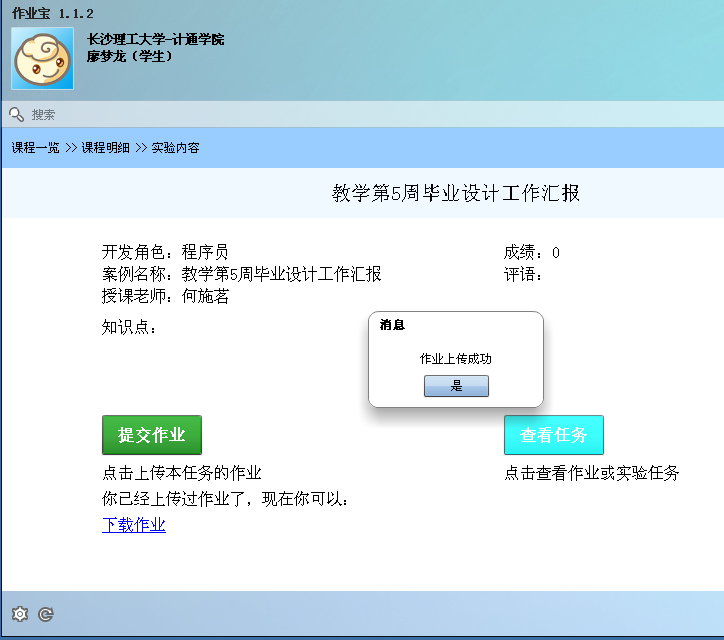 作业宝 1.1.2
长沙理工大学-计通学院
廖梦龙（学生）
搜索
课程一览 >> 课程明细 >> 实验内容
教学第5周毕业设计工作汇报
开发角色：程序员
成绩：0
案例名称：教学第5周毕业设计工作汇报
评语：
授课老师：何施茗
知识点：
消息
作业上传成功
是
提交作业
查看任务
点击上传本任务的作业
点击查看作业或实验任务
你已经上传过作业了，现在你可以：
下载作业